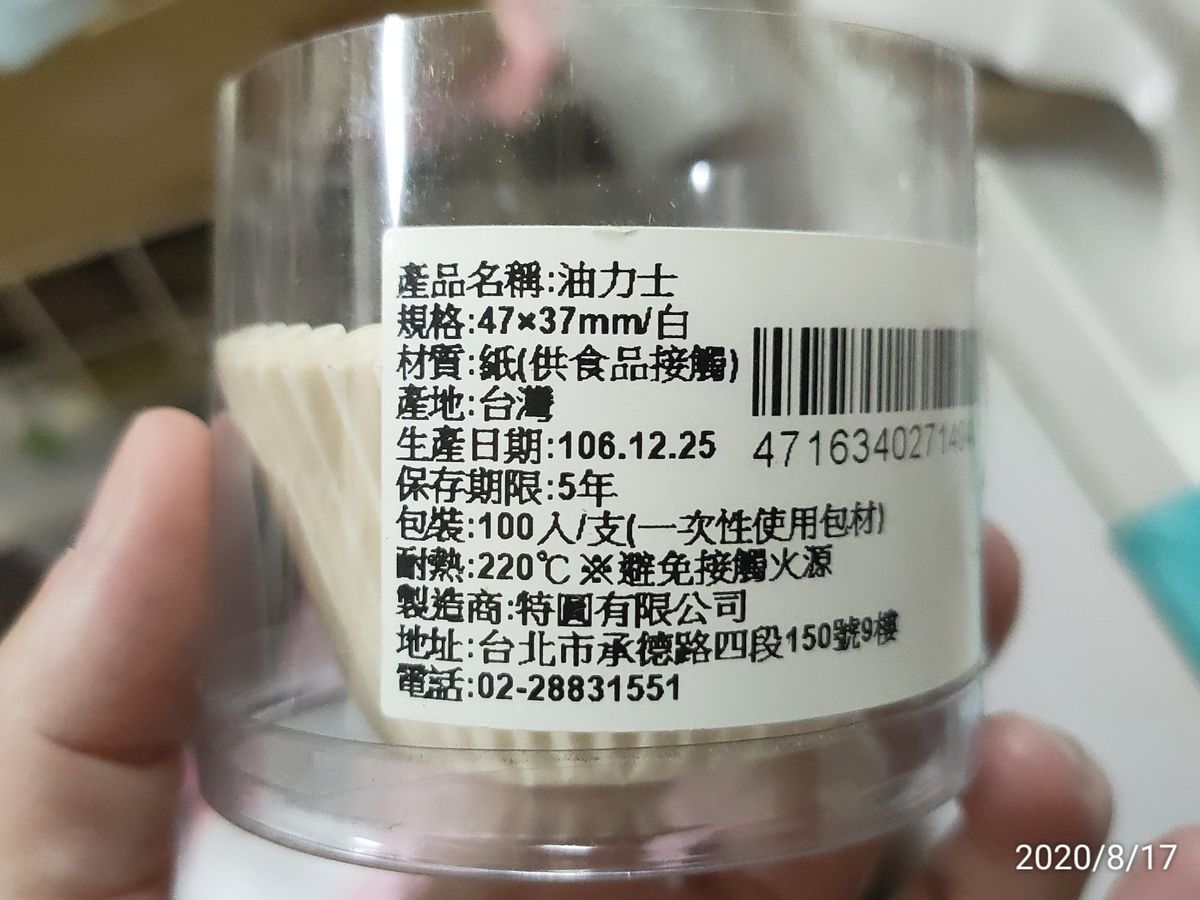 產品名稱:油力士
規格:47×37mm/白
材質:紙(供食品接觸)
產地:台灣
生產日期:106.12.25
保存期限:5年
包裝:100入/支(一次性使用包材)
耐熱:220℃ ※避免接觸火源
製造商:特圓有限公司
地址:台北市承德路四段150號9樓
電話:02-28831551
471634027140
2020/8/17